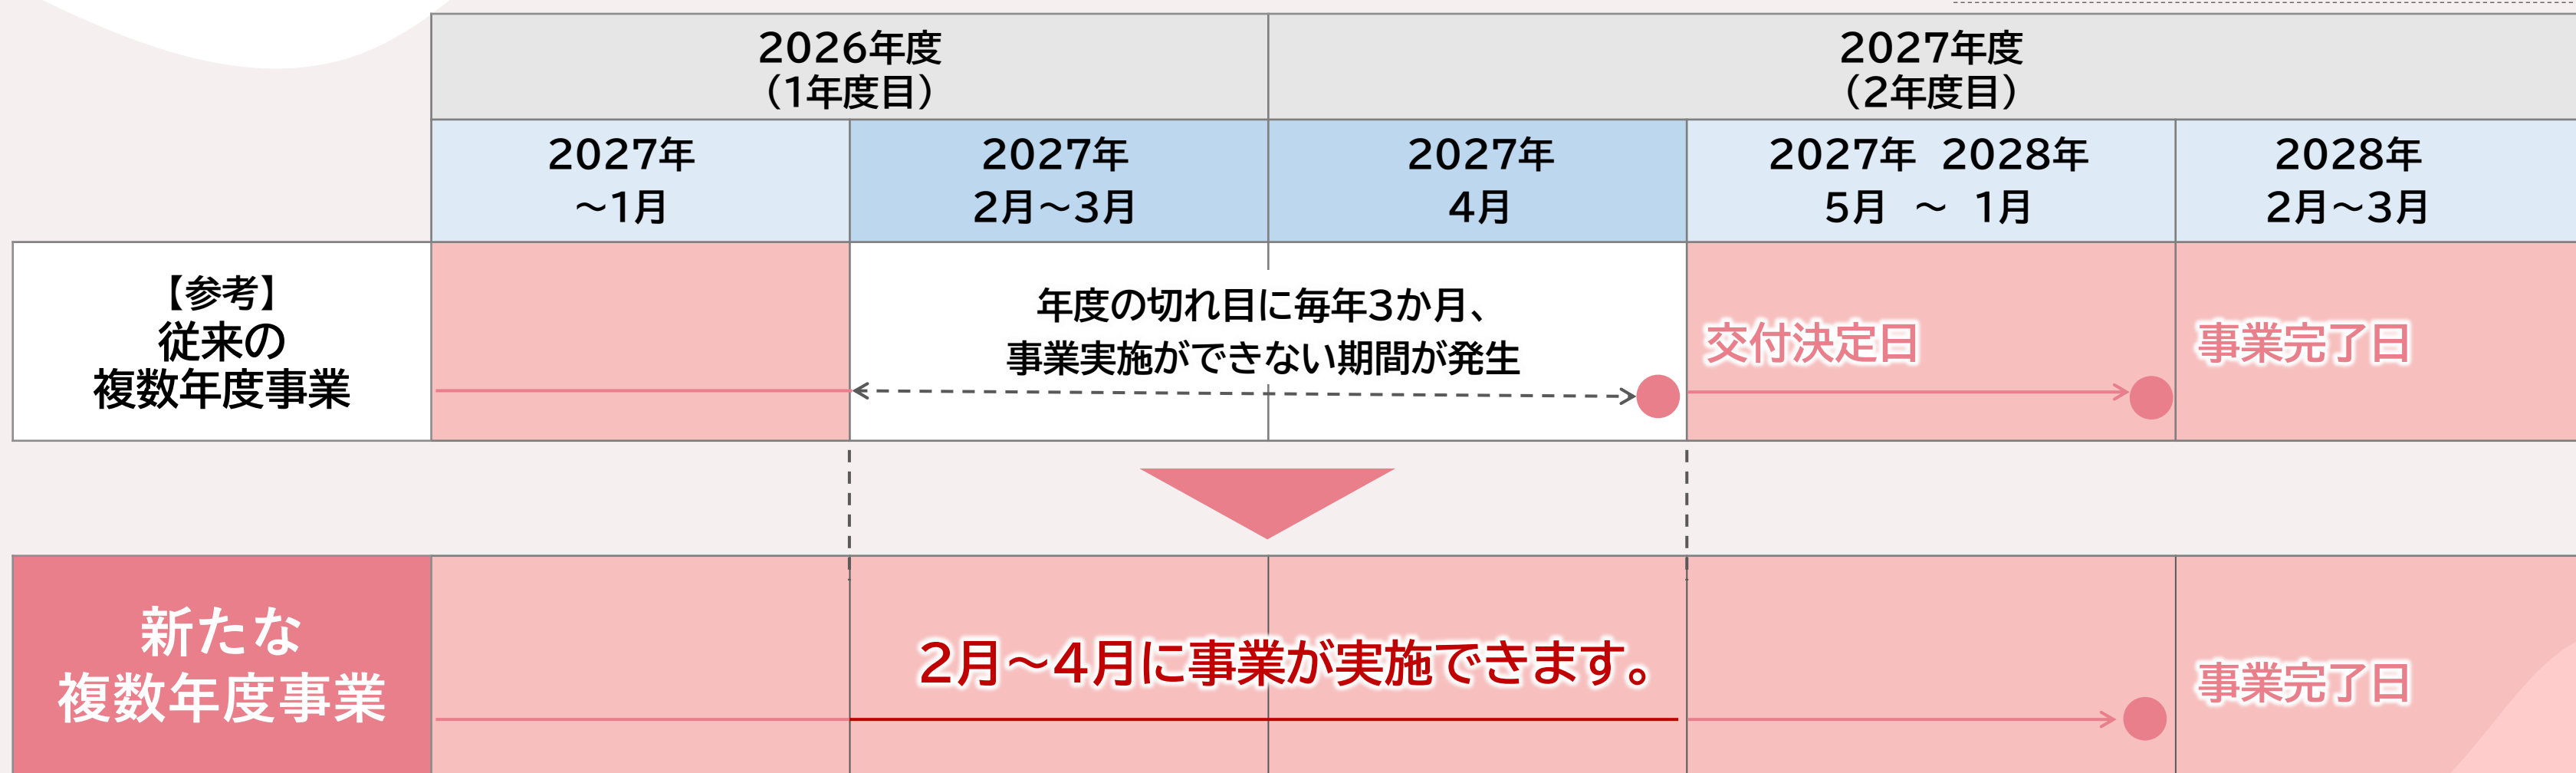 2026年度
（1年度目）
2027年度
（2年度目）
2027年
～1月
2027年
2月～3月
2027年
4月
2027年 2028年
5月 ～ 1月
2028年
2月～3月
【参考】
従来の
複数年度事業
年度の切れ目に毎年3か月、
事業実施ができない期間が発生
交付決定日
事業完了日
新たな
複数年度事業
2月～4月に事業が実施できます。
事業完了日